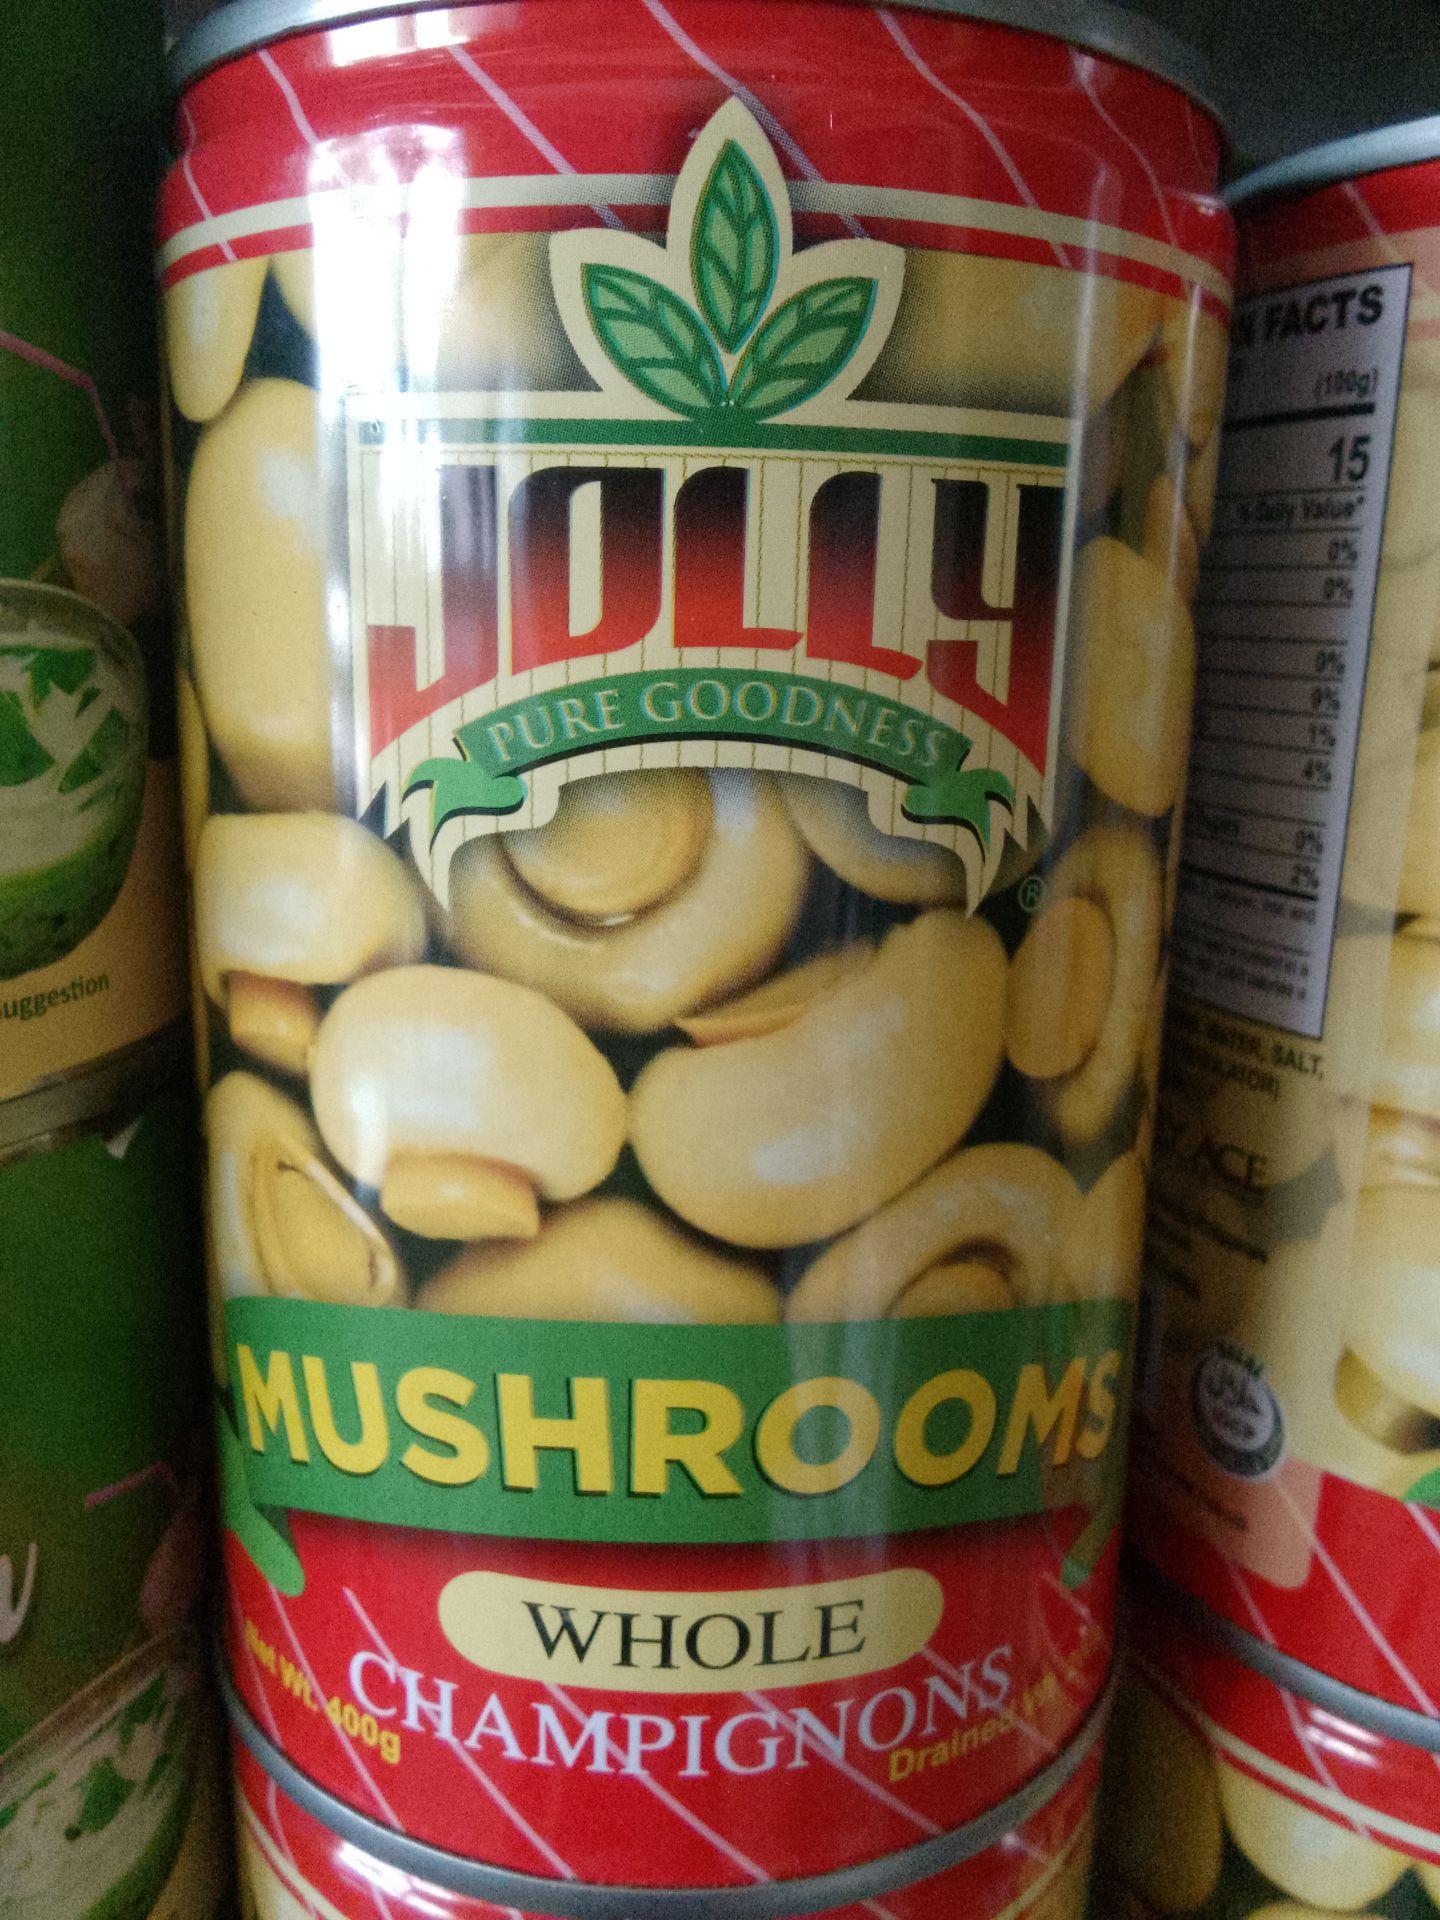 JOLLY
PURE GOODNESS
®
MUSHROOMS
WHOLE
CHAMPIGNONS
Net Wt. 400g
Drained
FACTS
(100g)
15
% Daily Value*
0%
0%
0%
9%
1%
4%
0%
2%
WATER, SALT,
Suggestion